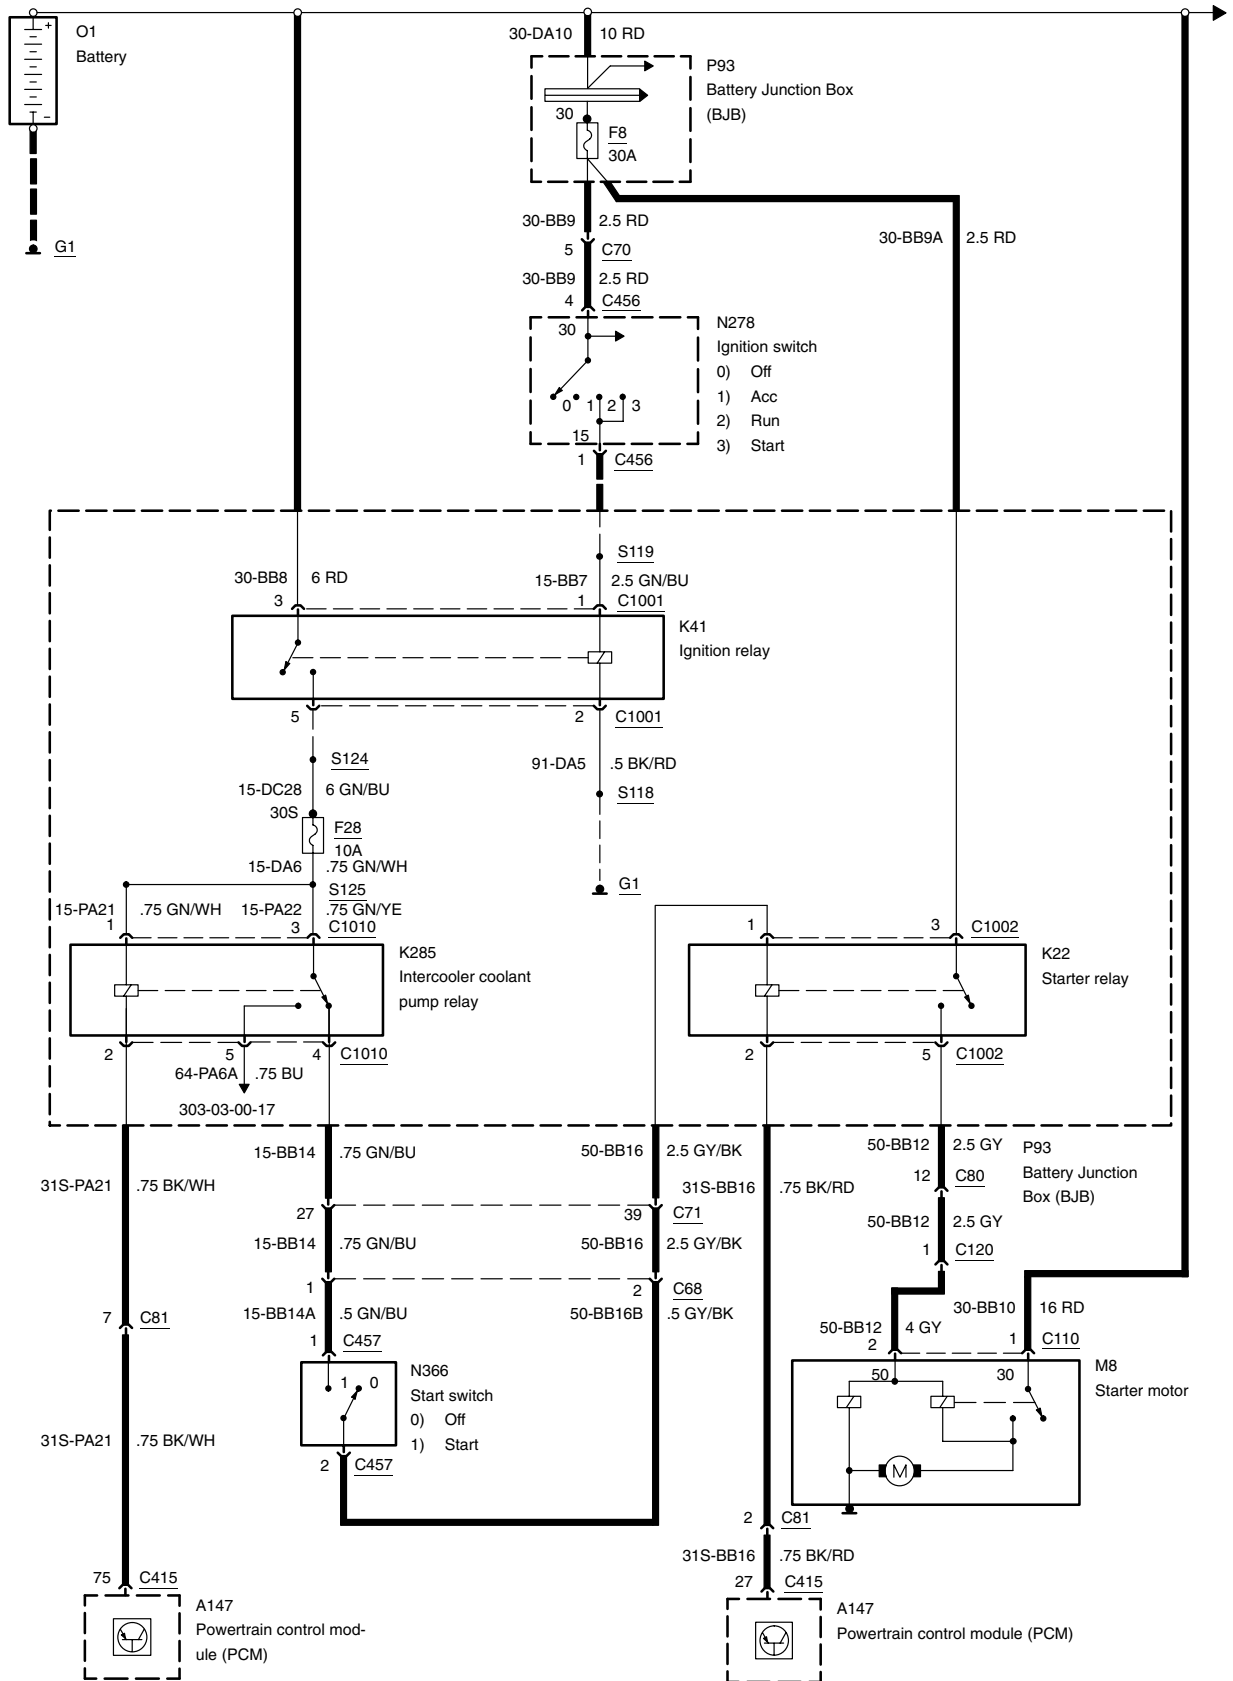 O1
Battery
+
-
G1
30-DA10 10 RD
P93
Battery Junction Box
(BJB)
30
F8
30A
30-BB9 2.5 RD
5 C70
30-BB9 2.5 RD
4 C456
30-BB9A 2.5 RD
30
N278
Ignition switch
0) Off
1) Acc
2) Run
3) Start
0 1 2 3
15
1 C456
S119
30-BB8 6 RD
15-BB7 2.5 GN/BU
3 1 C1001
K41
Ignition relay
5 2 C1001
S124
91-DA5 .5 BK/RD
15-DC28 6 GN/BU
S118
30S
F28
10A
15-DA6 .75 GN/WH
G1
S125
15-PA21 .75 GN/WH 15-PA22 .75 GN/YE
1 3 C1010
1 3 C1002
K285
Intercooler coolant
pump relay
K22
Starter relay
2 5 4 C1010
2 5 C1002
64-PA6A .75 BU
303-03-00-17
15-BB14 .75 GN/BU
50-BB16 2.5 GY/BK
50-BB12 2.5 GY
P93
Battery Junction
Box (BJB)
31S-PA21 .75 BK/WH
31S-BB16 .75 BK/RD
12 C80
27 39 C71
50-BB12 2.5 GY
15-BB14 .75 GN/BU
50-BB16 2.5 GY/BK
1 C120
1 2 C68
7 C81
15-BB14A .5 GN/BU
50-BB16B .5 GY/BK
30-BB10 16 RD
50-BB12 4 GY
1 C457
2 1 C110
N366
Start switch
0) Off
1) Start
1 0
M8
Starter motor
50 30
M
31S-PA21 .75 BK/WH
2 C457
2 C81
31S-BB16 .75 BK/RD
75 C415
27 C415
A147
Powertrain control mod-
ule (PCM)
A147
Powertrain control module (PCM)